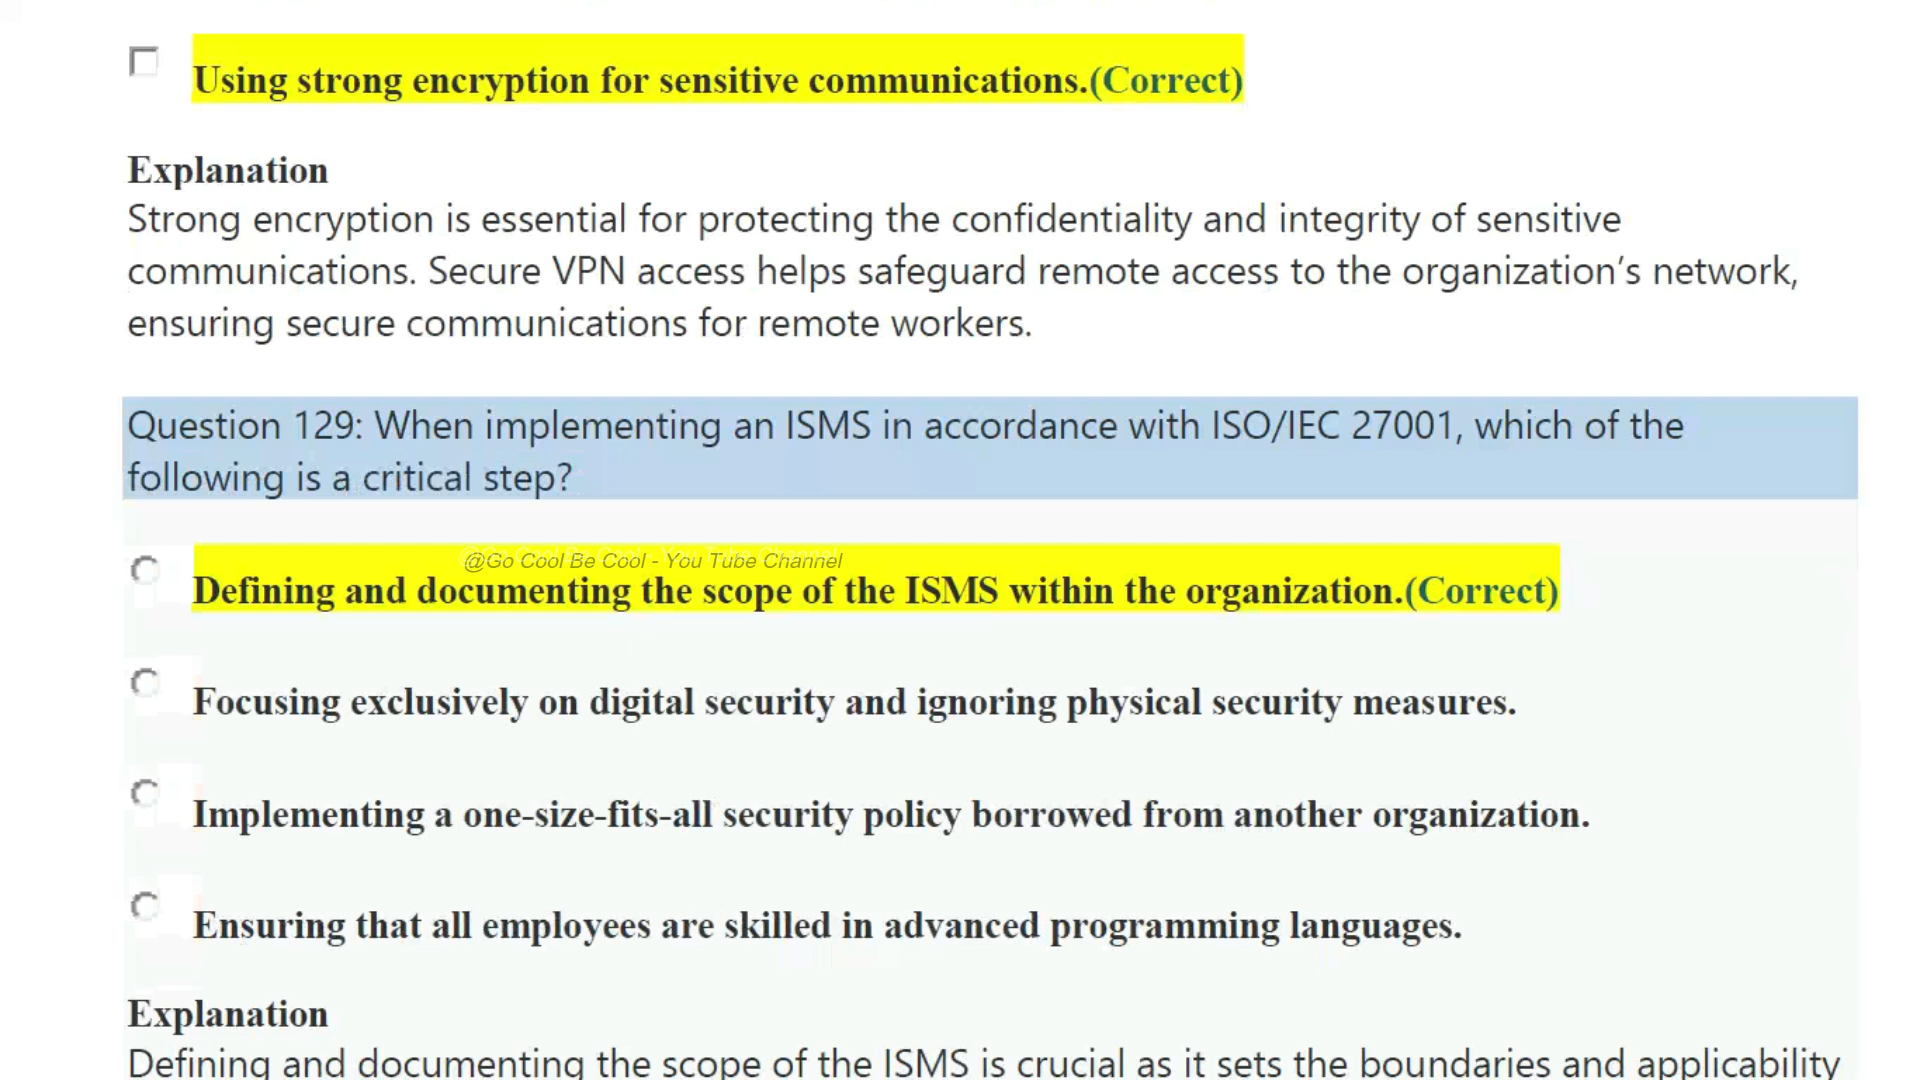 Using strong encryption for sensitive communications.(Correct)
Explanation
Strong encryption is essential for protecting the confidentiality and integrity of sensitive
communications. Secure VPN access helps safeguard remote access to the organization’s network,
ensuring secure communications for remote workers.
Question 129: When implementing an ISMS in accordance with ISO/IEC 27001, which of the
following is a critical step?
@Go Cool Be Cool - You Tube Channel
Defining and documenting the scope of the ISMS within the organization.(Correct)
Focusing exclusively on digital security and ignoring physical security measures.
Implementing a one-size-fits-all security policy borrowed from another organization.
Ensuring that all employees are skilled in advanced programming languages.
Explanation
Defining and documenting the scope of the ISMS is crucial as it sets the boundaries and applicability